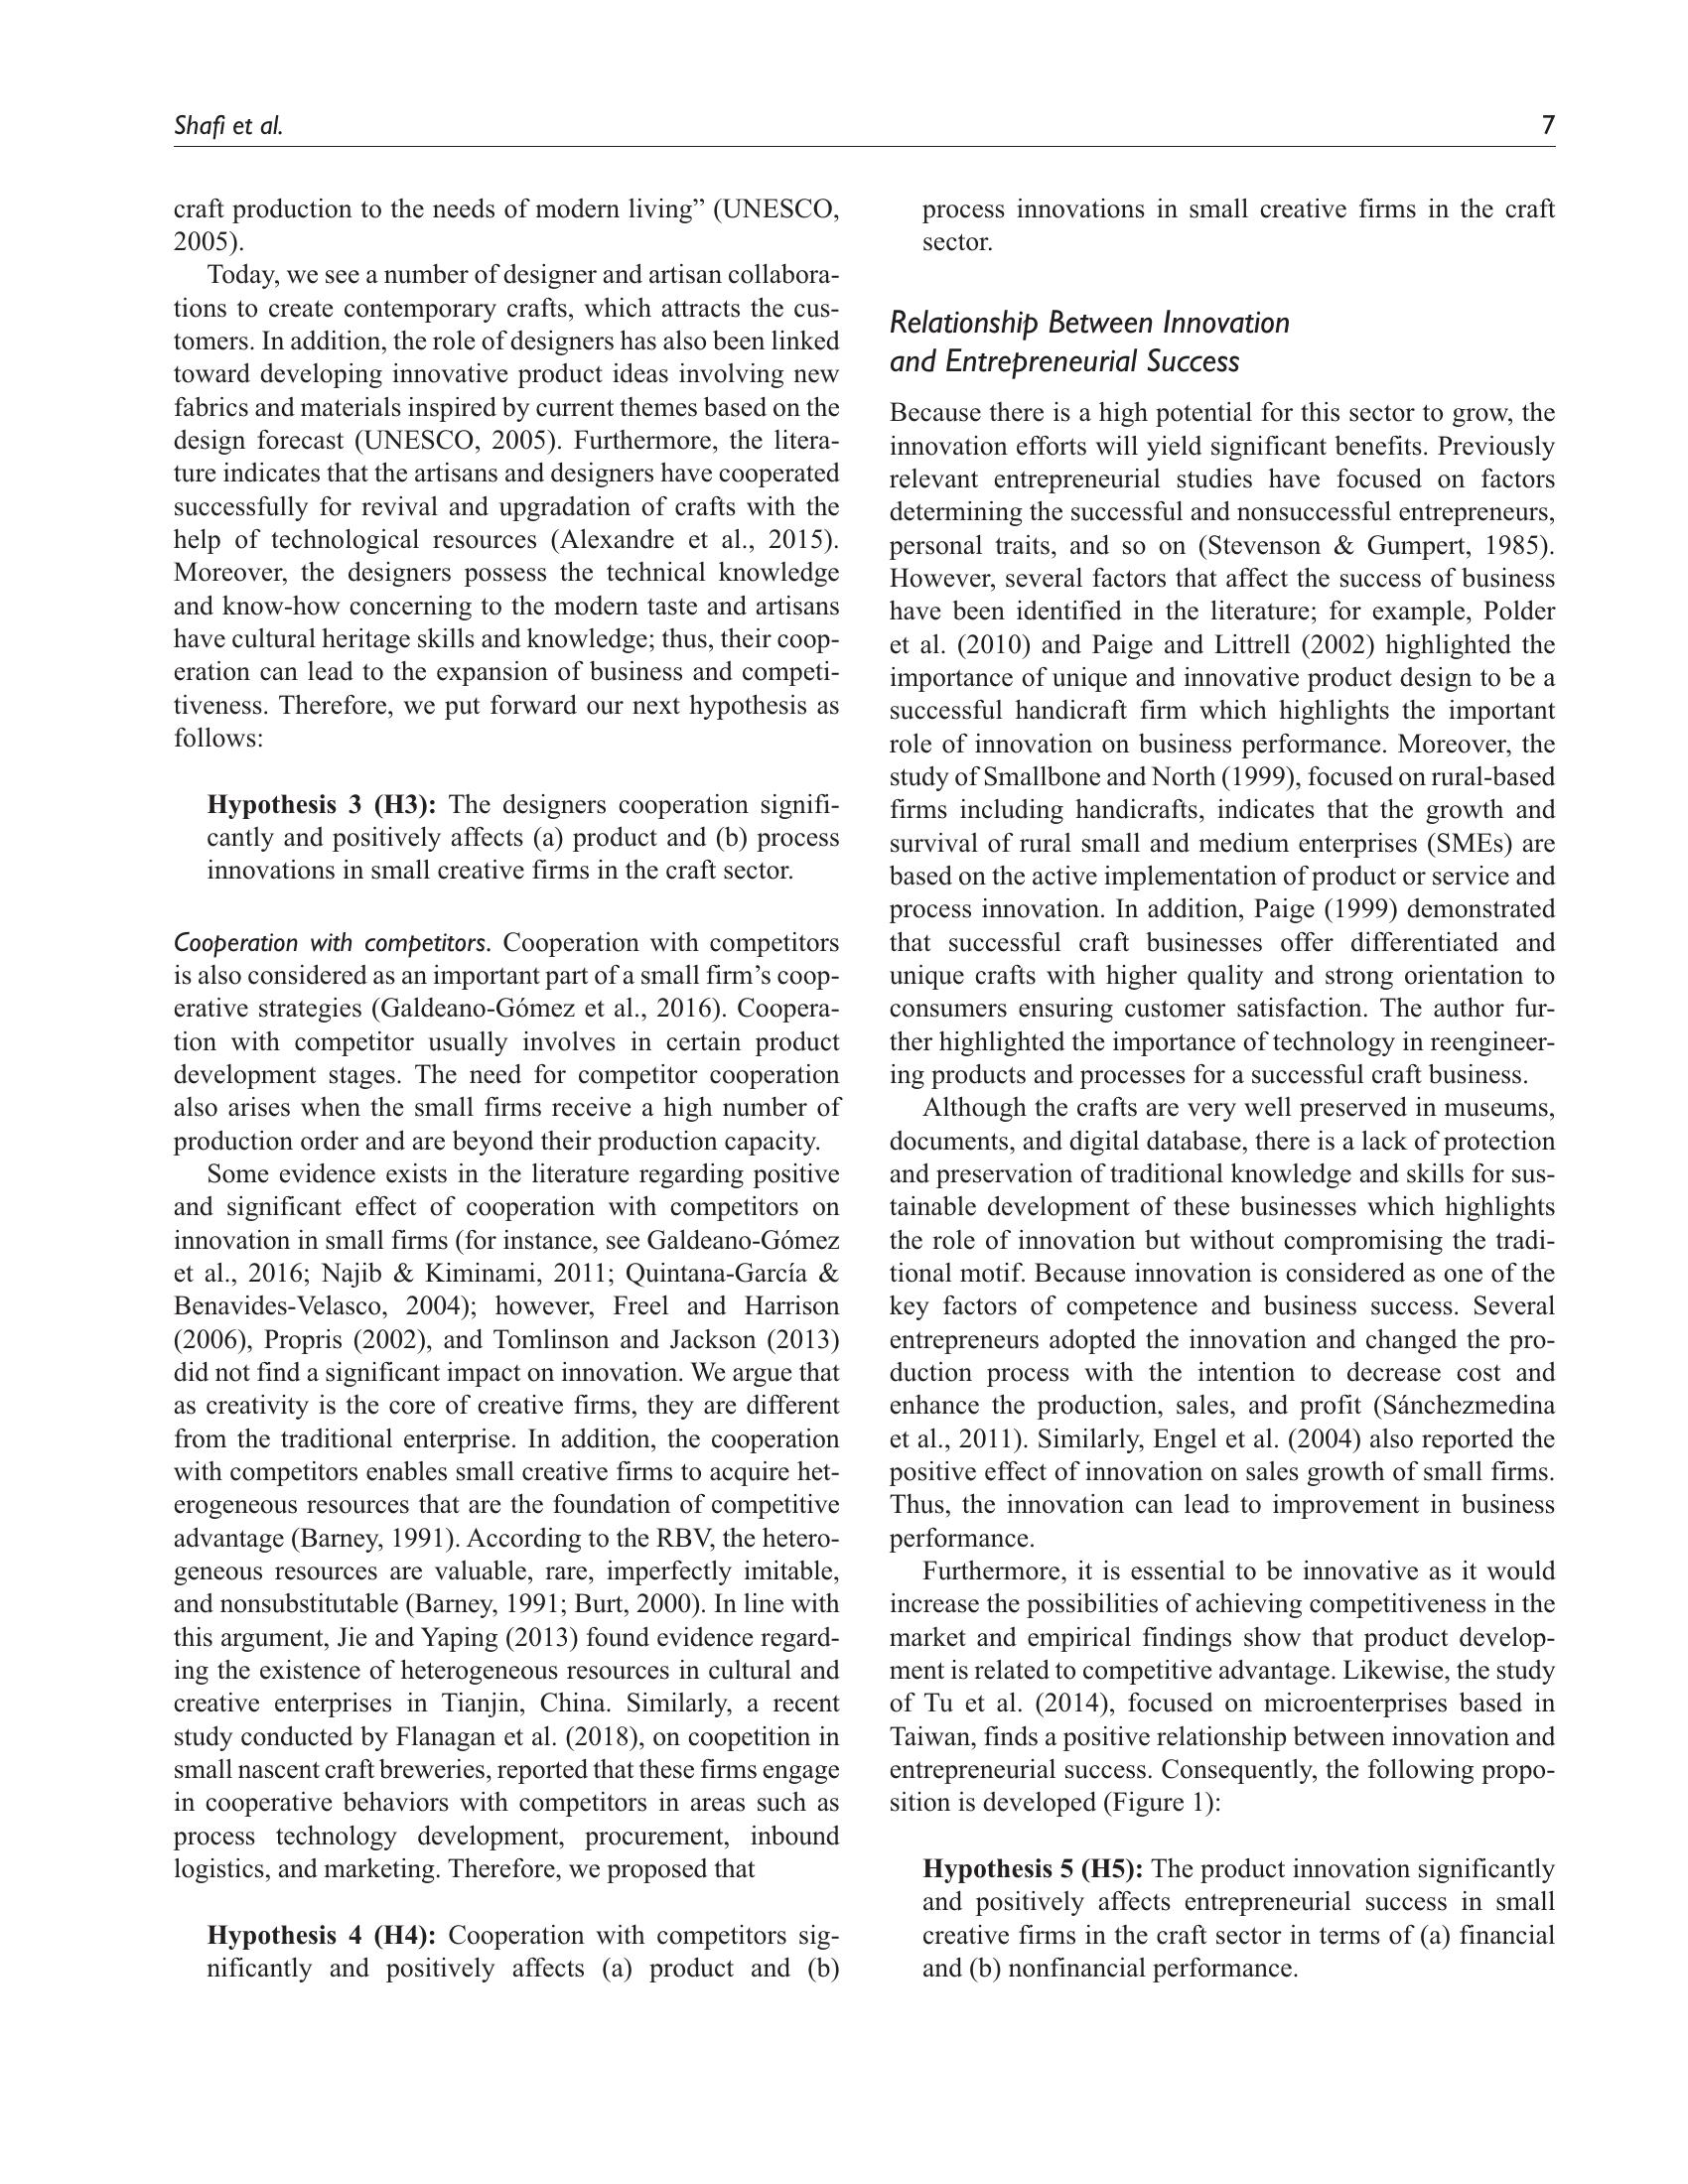 Shafi et al.
7
craft production to the needs of modern living” (UNESCO,
2005).
Today, we see a number of designer and artisan collabora-
tions to create contemporary crafts, which attracts the cus-
tomers. In addition, the role of designers has also been linked
toward developing innovative product ideas involving new
fabrics and materials inspired by current themes based on the
design forecast (UNESCO, 2005). Furthermore, the litera-
ture indicates that the artisans and designers have cooperated
successfully for revival and upgradation of crafts with the
help of technological resources (Alexandre et al., 2015).
Moreover, the designers possess the technical knowledge
and know-how concerning to the modern taste and artisans
have cultural heritage skills and knowledge; thus, their coop-
eration can lead to the expansion of business and competi-
tiveness. Therefore, we put forward our next hypothesis as
follows:
Hypothesis 3 (H3): The designers cooperation signifi-
cantly and positively affects (a) product and (b) process
innovations in small creative firms in the craft sector.
Cooperation with competitors. Cooperation with competitors
is also considered as an important part of a small firm’s coop-
erative strategies (Galdeano-Gómez et al., 2016). Coopera-
tion with competitor usually involves in certain product
development stages. The need for competitor cooperation
also arises when the small firms receive a high number of
production order and are beyond their production capacity.
Some evidence exists in the literature regarding positive
and significant effect of cooperation with competitors on
innovation in small firms (for instance, see Galdeano-Gómez
et al., 2016; Najib & Kiminami, 2011; Quintana-García &
Benavides-Velasco, 2004); however, Freel and Harrison
(2006), Propris (2002), and Tomlinson and Jackson (2013)
did not find a significant impact on innovation. We argue that
as creativity is the core of creative firms, they are different
from the traditional enterprise. In addition, the cooperation
with competitors enables small creative firms to acquire het-
erogeneous resources that are the foundation of competitive
advantage (Barney, 1991). According to the RBV, the hetero-
geneous resources are valuable, rare, imperfectly imitable,
and nonsubstitutable (Barney, 1991; Burt, 2000). In line with
this argument, Jie and Yaping (2013) found evidence regard-
ing the existence of heterogeneous resources in cultural and
creative enterprises in Tianjin, China. Similarly, a recent
study conducted by Flanagan et al. (2018), on coopetition in
small nascent craft breweries, reported that these firms engage
in cooperative behaviors with competitors in areas such as
process technology development, procurement, inbound
logistics, and marketing. Therefore, we proposed that
Hypothesis 4 (H4): Cooperation with competitors sig-
nificantly and positively affects (a) product and (b)
process innovations in small creative firms in the craft
sector.
Relationship Between Innovation
and Entrepreneurial Success
Because there is a high potential for this sector to grow, the
innovation efforts will yield significant benefits. Previously
relevant entrepreneurial studies have focused on factors
determining the successful and nonsuccessful entrepreneurs,
personal traits, and so on (Stevenson & Gumpert, 1985).
However, several factors that affect the success of business
have been identified in the literature; for example, Polder
et al. (2010) and Paige and Littrell (2002) highlighted the
importance of unique and innovative product design to be a
successful handicraft firm which highlights the important
role of innovation on business performance. Moreover, the
study of Smallbone and North (1999), focused on rural-based
firms including handicrafts, indicates that the growth and
survival of rural small and medium enterprises (SMEs) are
based on the active implementation of product or service and
process innovation. In addition, Paige (1999) demonstrated
that successful craft businesses offer differentiated and
unique crafts with higher quality and strong orientation to
consumers ensuring customer satisfaction. The author fur-
ther highlighted the importance of technology in reengineer-
ing products and processes for a successful craft business.
Although the crafts are very well preserved in museums,
documents, and digital database, there is a lack of protection
and preservation of traditional knowledge and skills for sus-
tainable development of these businesses which highlights
the role of innovation but without compromising the tradi-
tional motif. Because innovation is considered as one of the
key factors of competence and business success. Several
entrepreneurs adopted the innovation and changed the pro-
duction process with the intention to decrease cost and
enhance the production, sales, and profit (Sánchezmedina
et al., 2011). Similarly, Engel et al. (2004) also reported the
positive effect of innovation on sales growth of small firms.
Thus, the innovation can lead to improvement in business
performance.
Furthermore, it is essential to be innovative as it would
increase the possibilities of achieving competitiveness in the
market and empirical findings show that product develop-
ment is related to competitive advantage. Likewise, the study
of Tu et al. (2014), focused on microenterprises based in
Taiwan, finds a positive relationship between innovation and
entrepreneurial success. Consequently, the following propo-
sition is developed (Figure 1):
Hypothesis 5 (H5): The product innovation significantly
and positively affects entrepreneurial success in small
creative firms in the craft sector in terms of (a) financial
and (b) nonfinancial performance.